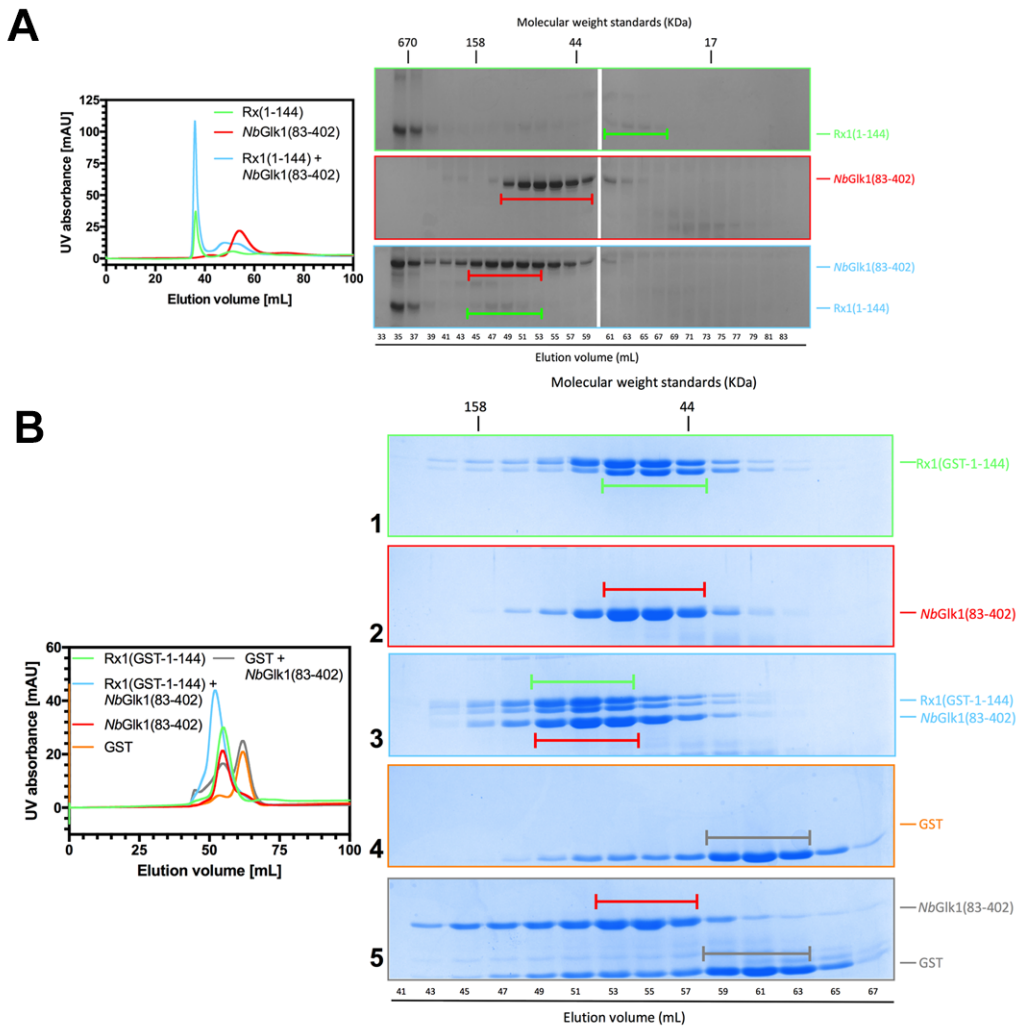 A
Molecular weight standards (KDa)
670 158 44 17
125
100
75
50
25
0
UV absorbance [mAU]
Rx(1-144)
NbGlk1(83-402)
Rx1(1-144) +
NbGlk1(83-402)
0 20 40 60 80 100
Elution volume [mL]
Rx1(1-144)
NbGlk1(83-402)
NbGlk1(83-402)
Rx1(1-144)
33 35 37 39 41 43 45 47 49 51 53 55 57 59 61 63 65 67 69 71 73 75 77 79 81 83
Elution volume (mL)
B
Molecular weight standards (KDa)
158 44
60
40
20
0
UV absorbance [mAU]
Rx1(GST-1-144)
Rx1(GST-1-144) +
NbGlk1(83-402)
NbGlk1(83-402)
GST
GST +
NbGlk1(83-402)
0 50 100
Elution volume [mL]
1
Rx1(GST-1-144)
2
NbGlk1(83-402)
3
Rx1(GST-1-144)
NbGlk1(83-402)
4
GST
5
NbGlk1(83-402)
GST
41 43 45 47 49 51 53 55 57 59 61 63 65 67
Elution volume (mL)